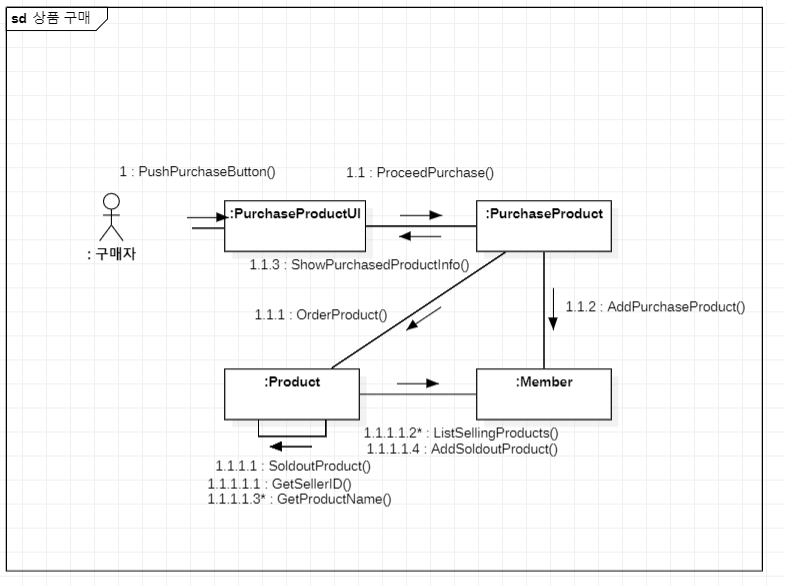 sd 상품 구매
1 : PushPurchaseButton()
1.1 : ProceedPurchase()
:PurchaseProductUI
:PurchaseProduct
: 구매자
1.1.3 : ShowPurchasedProductInfo()
1.1.1 : OrderProduct()
1.1.2 : AddPurchaseProduct()
:Product
:Member
1.1.1.1.2* : ListSellingProducts()
1.1.1.1.4 : AddSoldoutProduct()
1.1.1.1 : SoldoutProduct()
1.1.1.1.1 : GetSellerID()
1.1.1.1.3* : GetProductName()